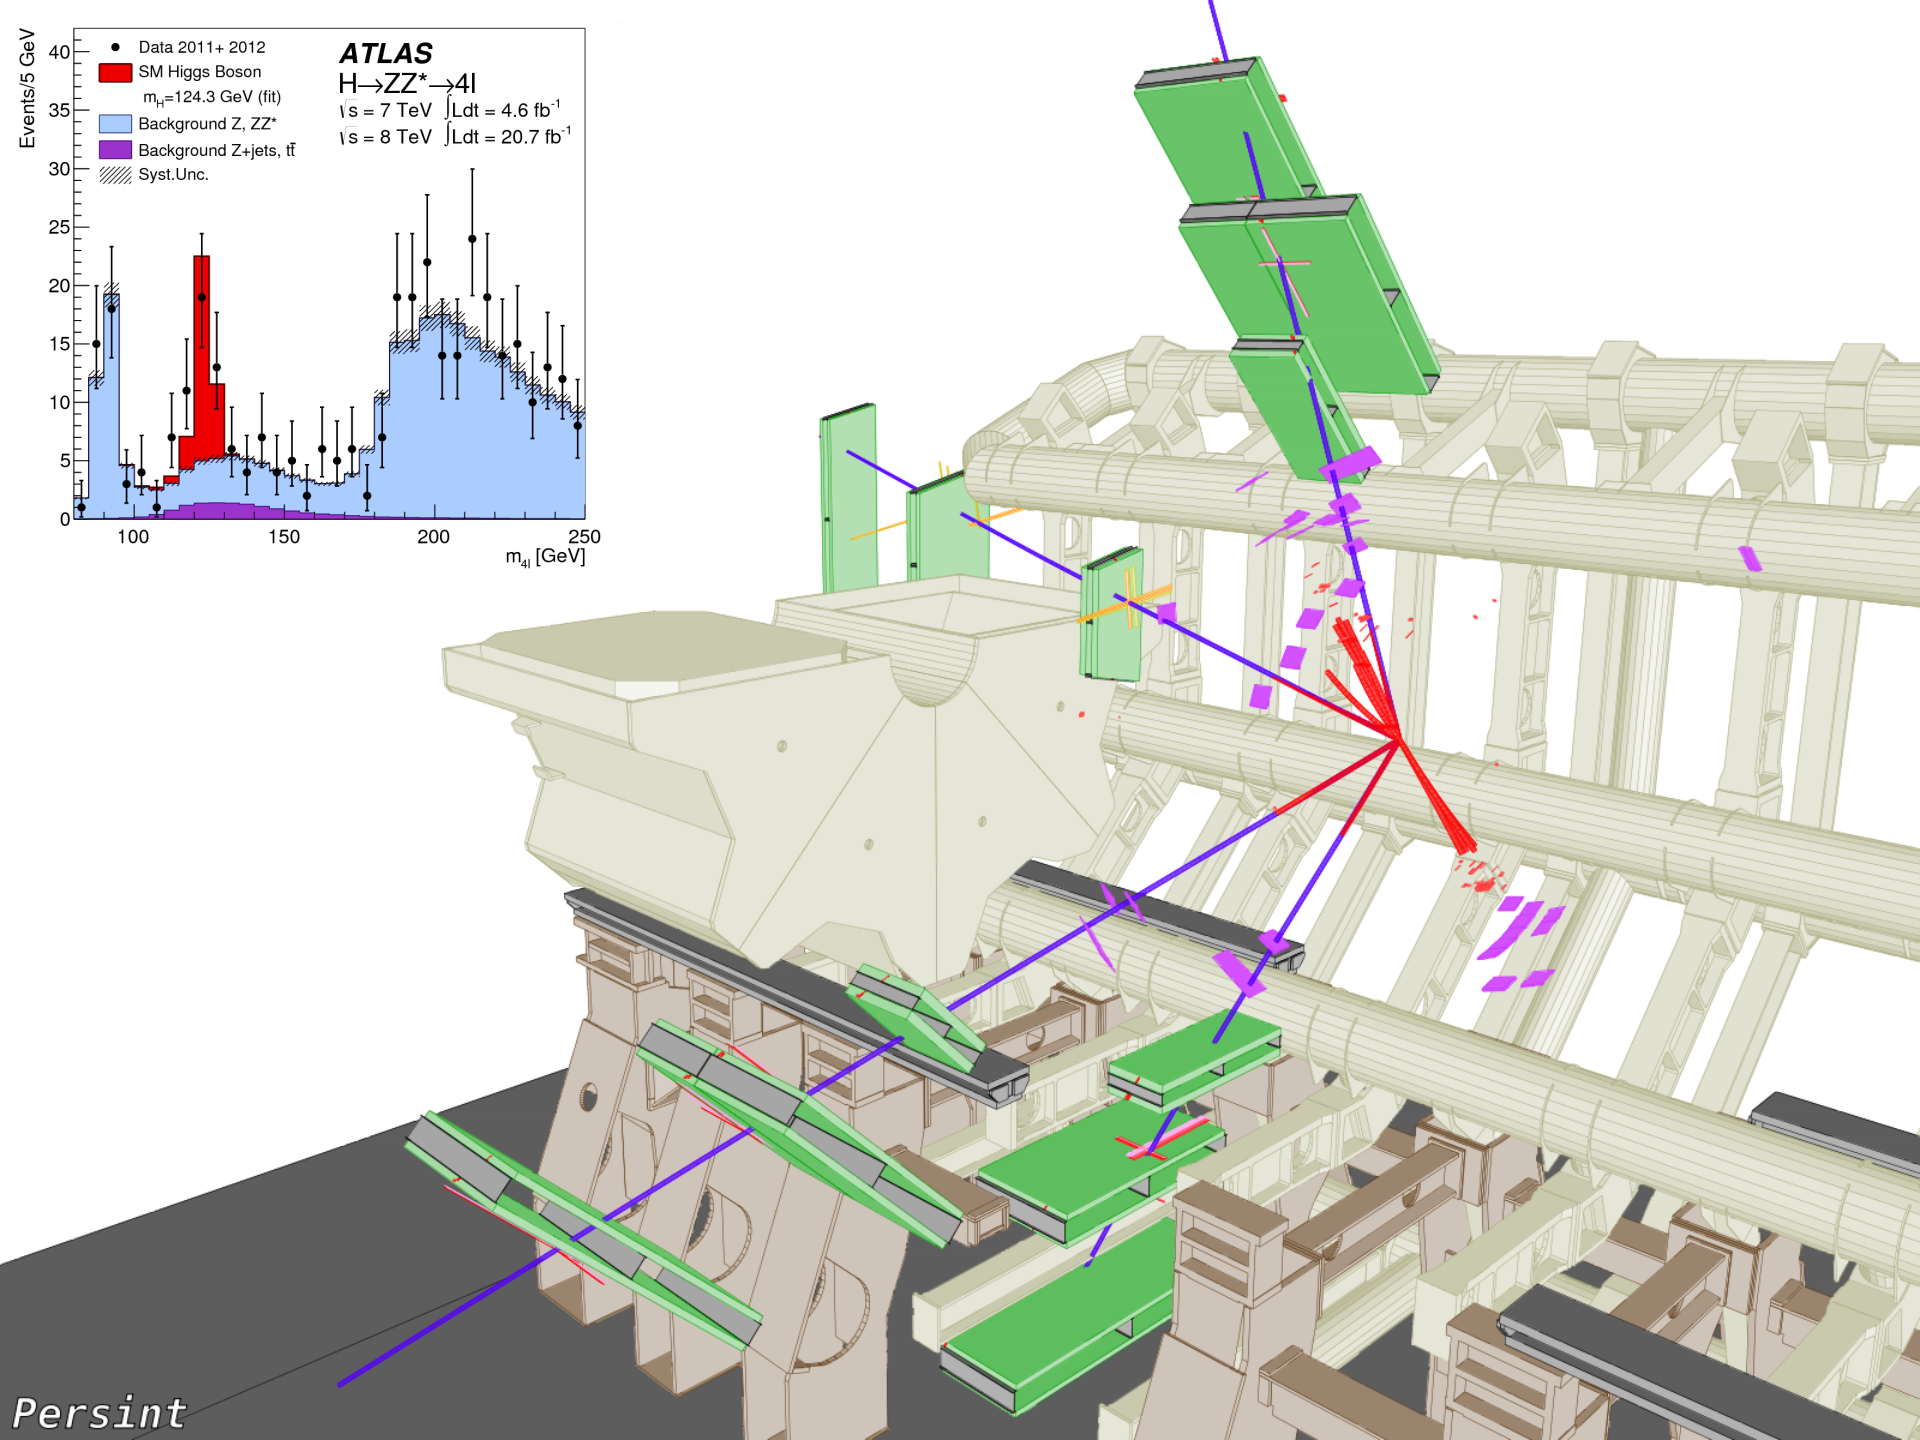 Events/5 GeV
40
35
30
25
20
15
10
5
0
Data 2011+ 2012
SM Higgs Boson
m_H=124.3 GeV (fit)
Background Z, ZZ*
Background Z+jets, tt̄
Syst.Unc.
ATLAS
H→ZZ*→4l
√s = 7 TeV ∫Ldt = 4.6 fb⁻¹
√s = 8 TeV ∫Ldt = 20.7 fb⁻¹
100 150 200 250
m₄ₗ [GeV]
Persint